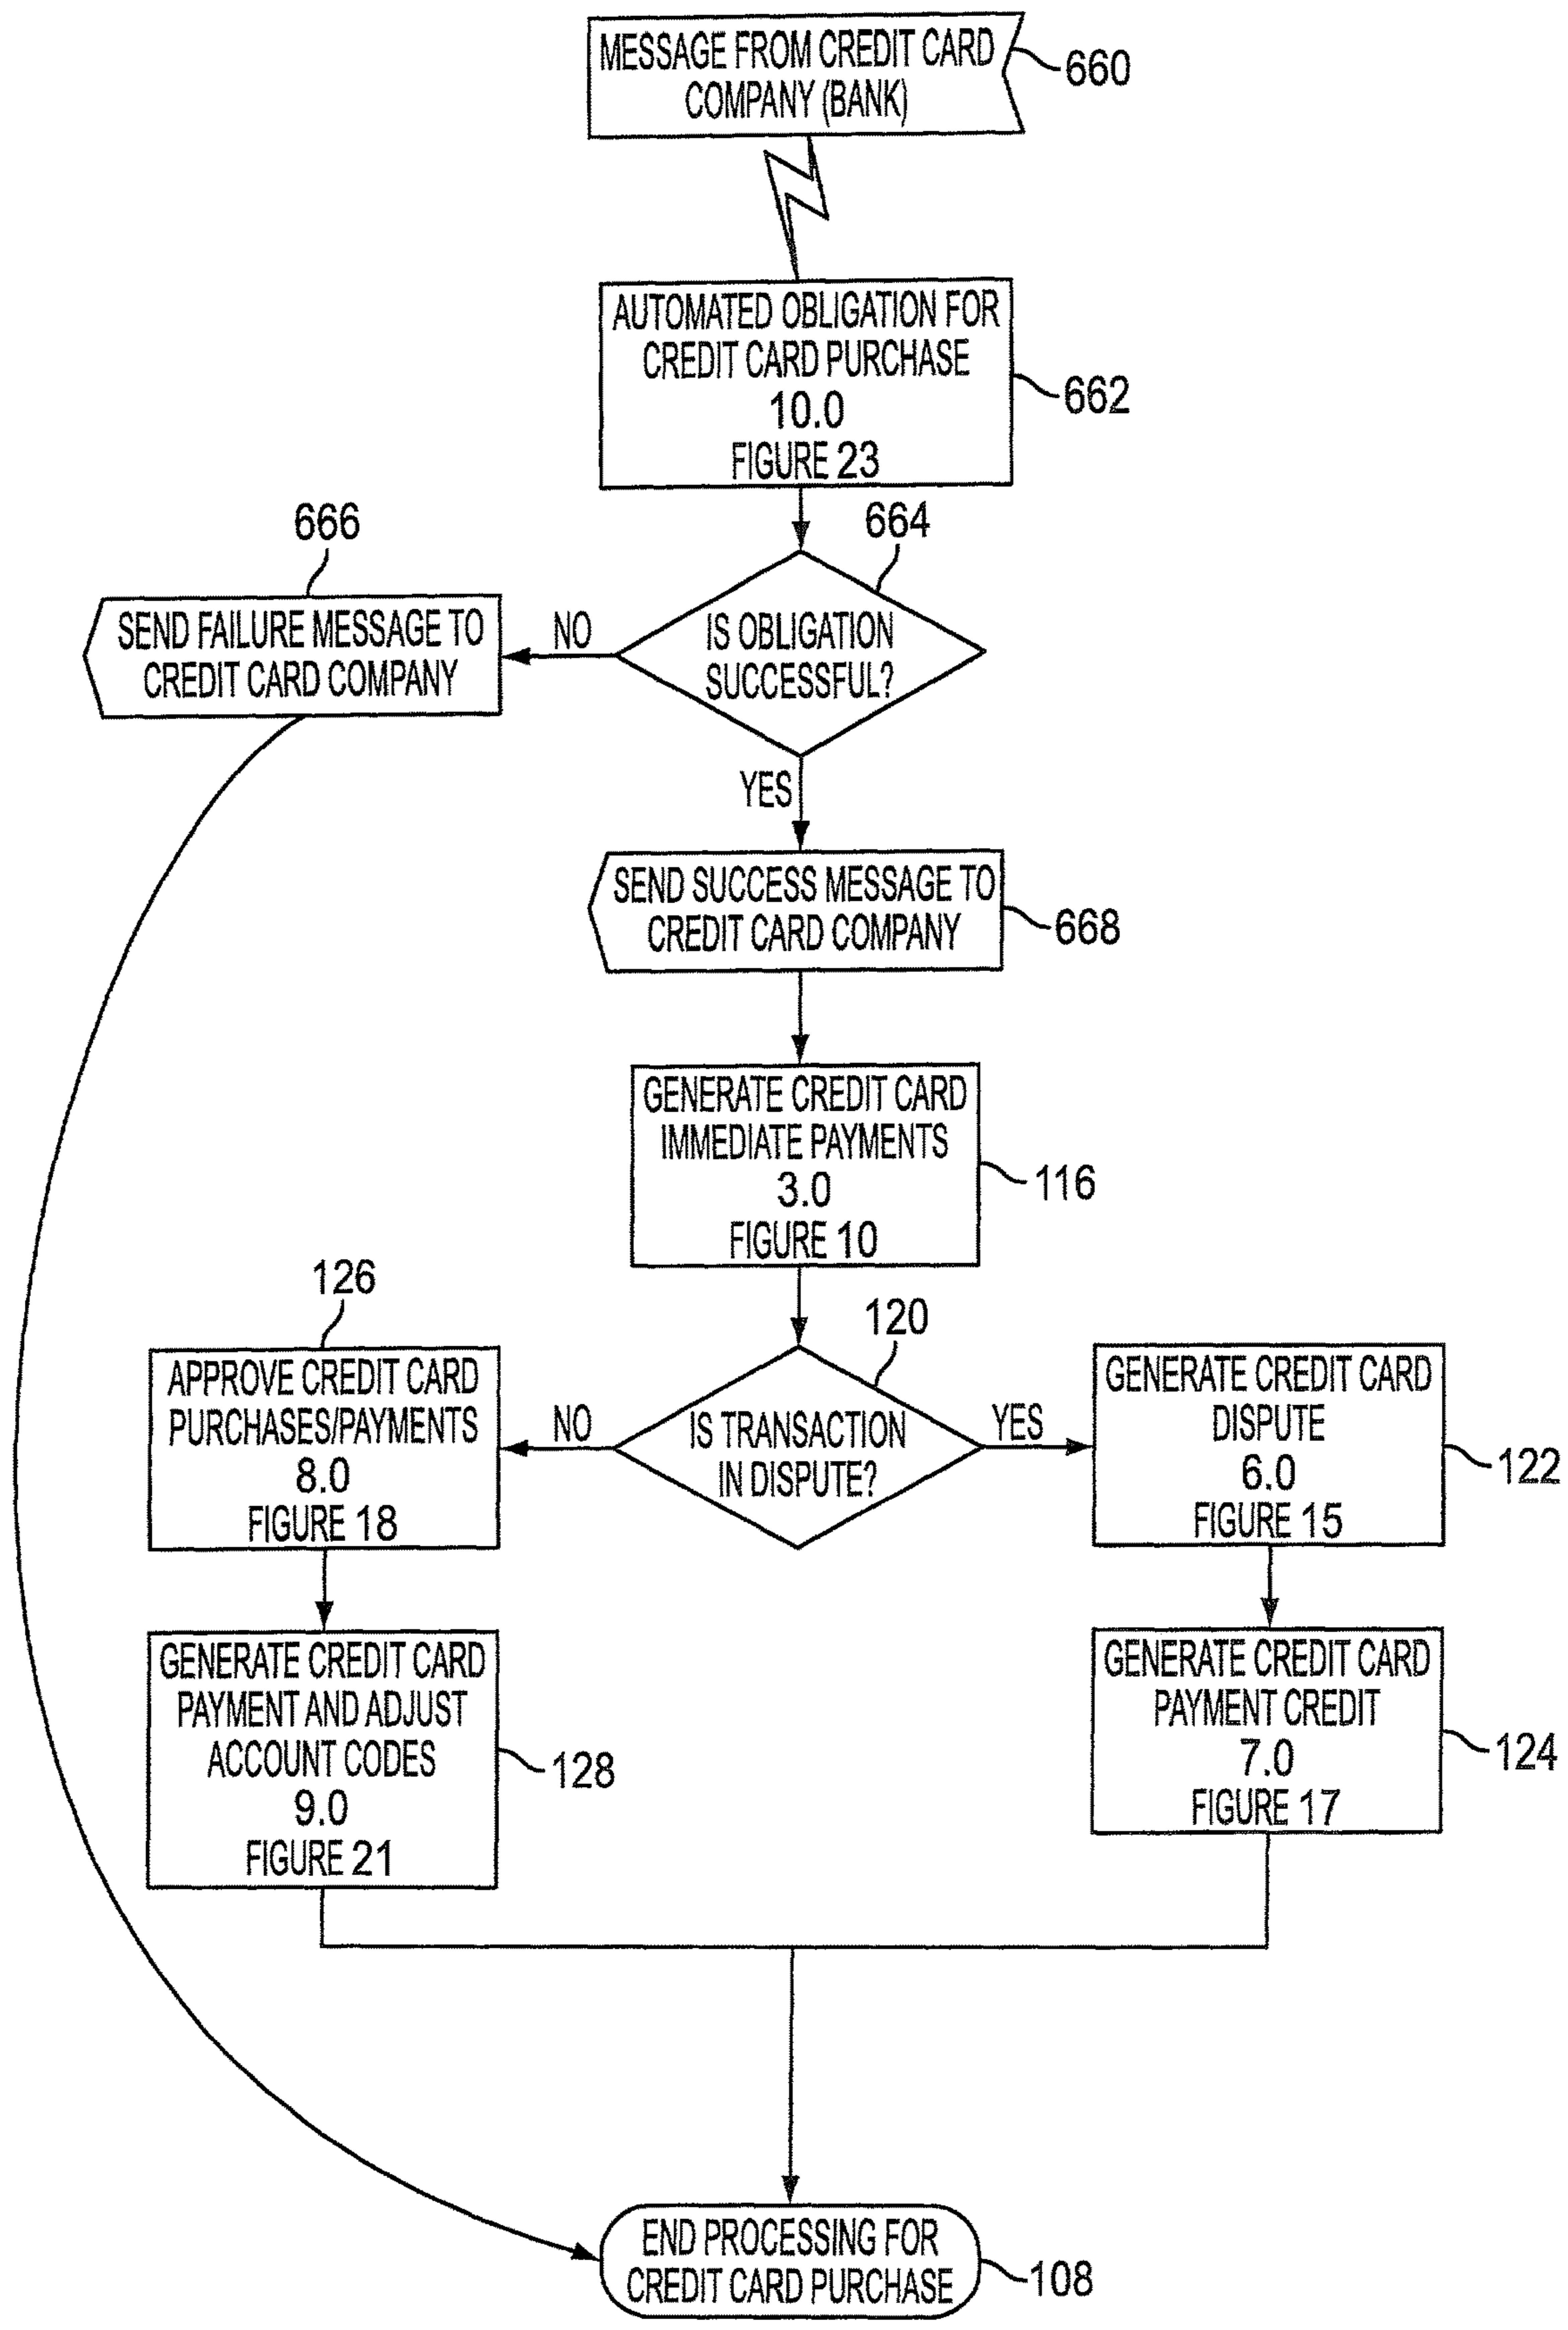 MESSAGE FROM CREDIT CARD
COMPANY (BANK)
660
AUTOMATED OBLIGATION FOR
CREDIT CARD PURCHASE
10.0
FIGURE 23
662
664
IS OBLIGATION
SUCCESSFUL?
NO
666
SEND FAILURE MESSAGE TO
CREDIT CARD COMPANY
YES
SEND SUCCESS MESSAGE TO
CREDIT CARD COMPANY
668
GENERATE CREDIT CARD
IMMEDIATE PAYMENTS
3.0
FIGURE 10
116
120
IS TRANSACTION
IN DISPUTE?
NO
YES
126
APPROVE CREDIT CARD
PURCHASES/PAYMENTS
8.0
FIGURE 18
GENERATE CREDIT CARD
DISPUTE
6.0
FIGURE 15
122
GENERATE CREDIT CARD
PAYMENT AND ADJUST
ACCOUNT CODES
9.0
FIGURE 21
128
GENERATE CREDIT CARD
PAYMENT CREDIT
7.0
FIGURE 17
124
END PROCESSING FOR
CREDIT CARD PURCHASE
108